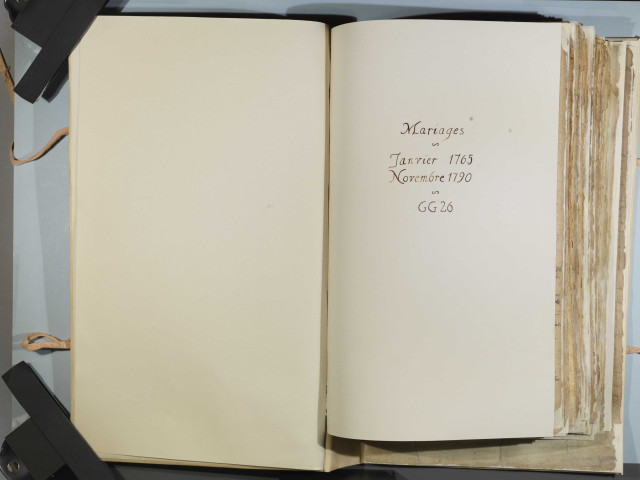 Mariages
Janvier 1765
Novembre 1790
GG 26